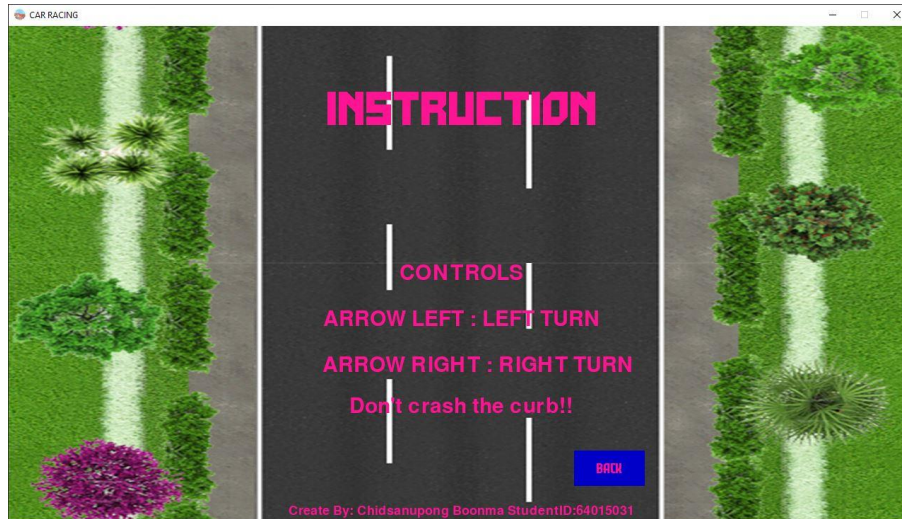 CAR RACING
INSTRUCTION
CONTROLS
ARROW LEFT : LEFT TURN
ARROW RIGHT : RIGHT TURN
Don't crash the curb!!
BACK
Create By: Chidsanupong Boonma StudentID:64015031